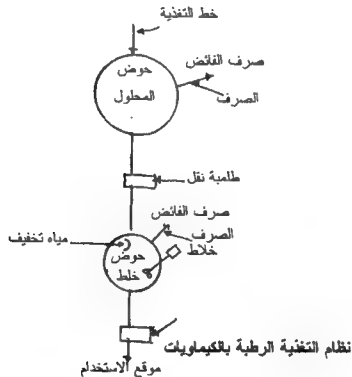 خط التغذية
صرف الفائض
حوض
المحلول
الصرف
طلمبة نقل
صرف الفائض
الصرف
مياه تخفيف
خلاط
حوض
خلط
نظام التغذية الرطبة بالكيماويات
موقع الاستخدام